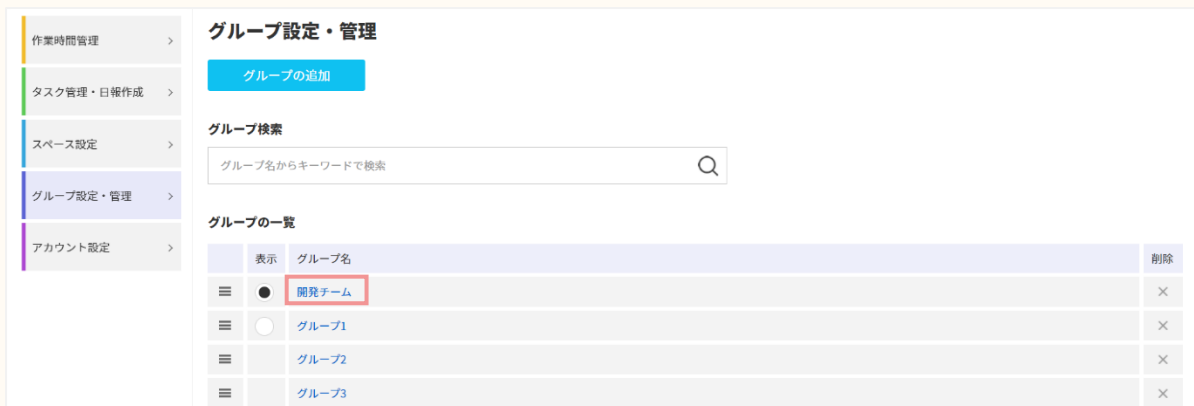 作業時間管理
タスク管理・日報作成
スペース設定
グループ設定・管理
アカウント設定
グループ設定・管理
グループの追加
グループ検索
グループ名からキーワードで検索
グループの一覧
表示 グループ名 削除
開発チーム
グループ1
グループ2
グループ3